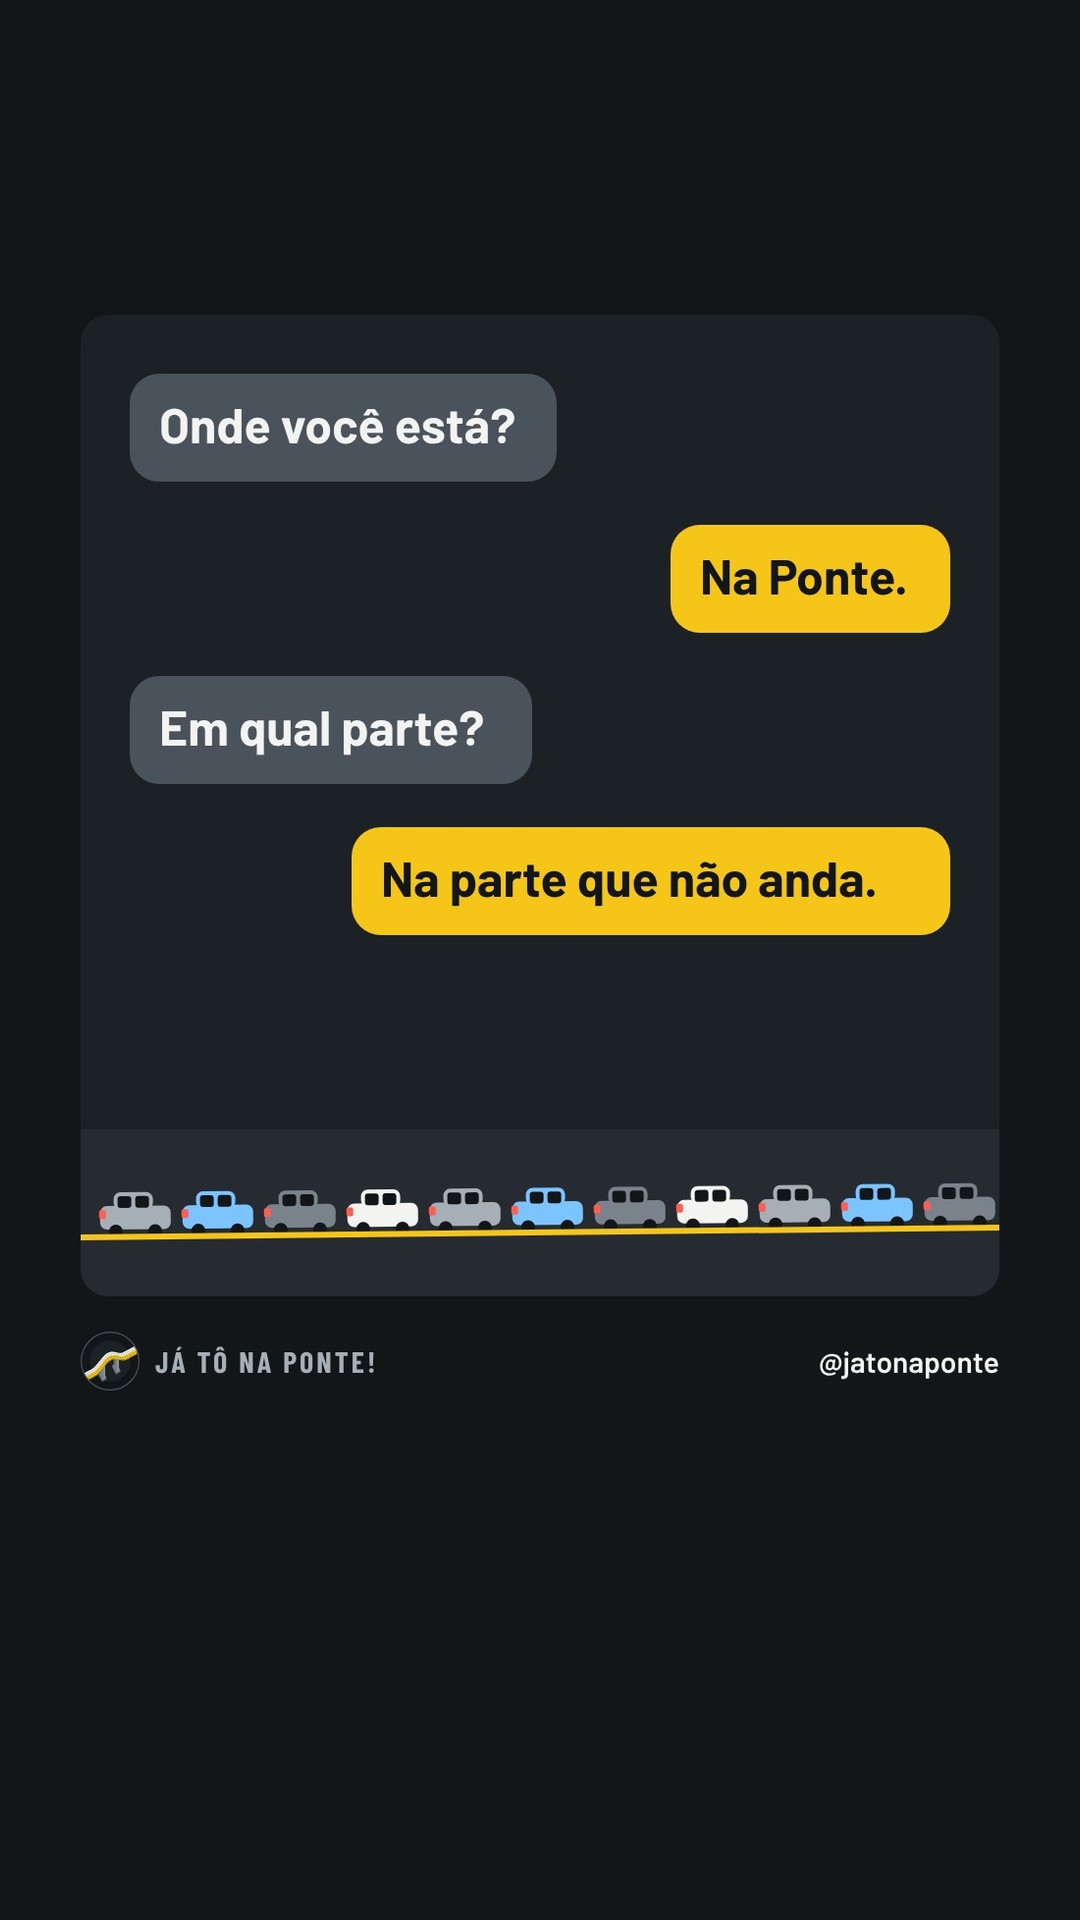 Onde você está?
Na Ponte.
Em qual parte?
Na parte que não anda.
JÁ TÔ NA PONTE!
@jatonaponte